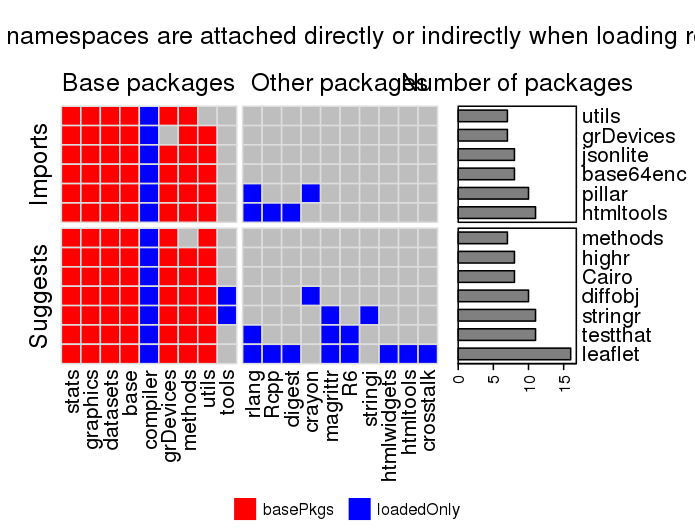 namespaces are attached directly or indirectly when loading
Base packages
Other packages
Number of packages
Imports
utils
grDevices
jsonlite
base64enc
pillar
htmltools
Suggests
methods
highr
Cairo
diffobj
stringr
testthat
leaflet
stats
graphics
datasets
base
compiler
grDevices
methods
utils
tools
rlang
Rcpp
digest
crayon
magrittr
R6
stringi
htmlwidgets
htmltools
crosstalk
0
5
10
15
basePkgs
loadedOnly